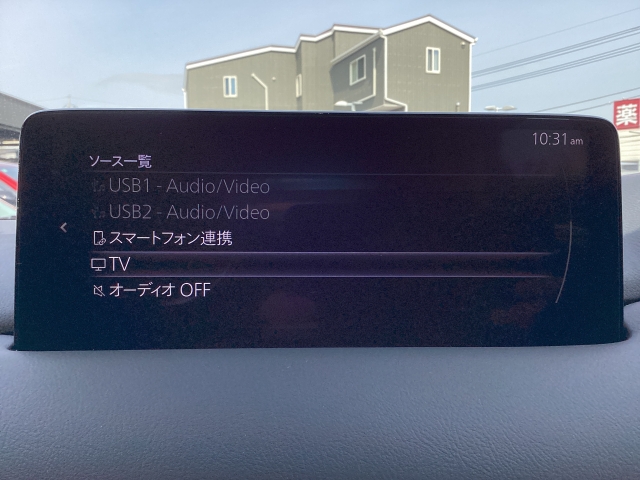 薬
10:31 am
ソース一覧
USB1 - Audio/Video
USB2 - Audio/Video
スマートフォン連携
TV
オーディオ OFF